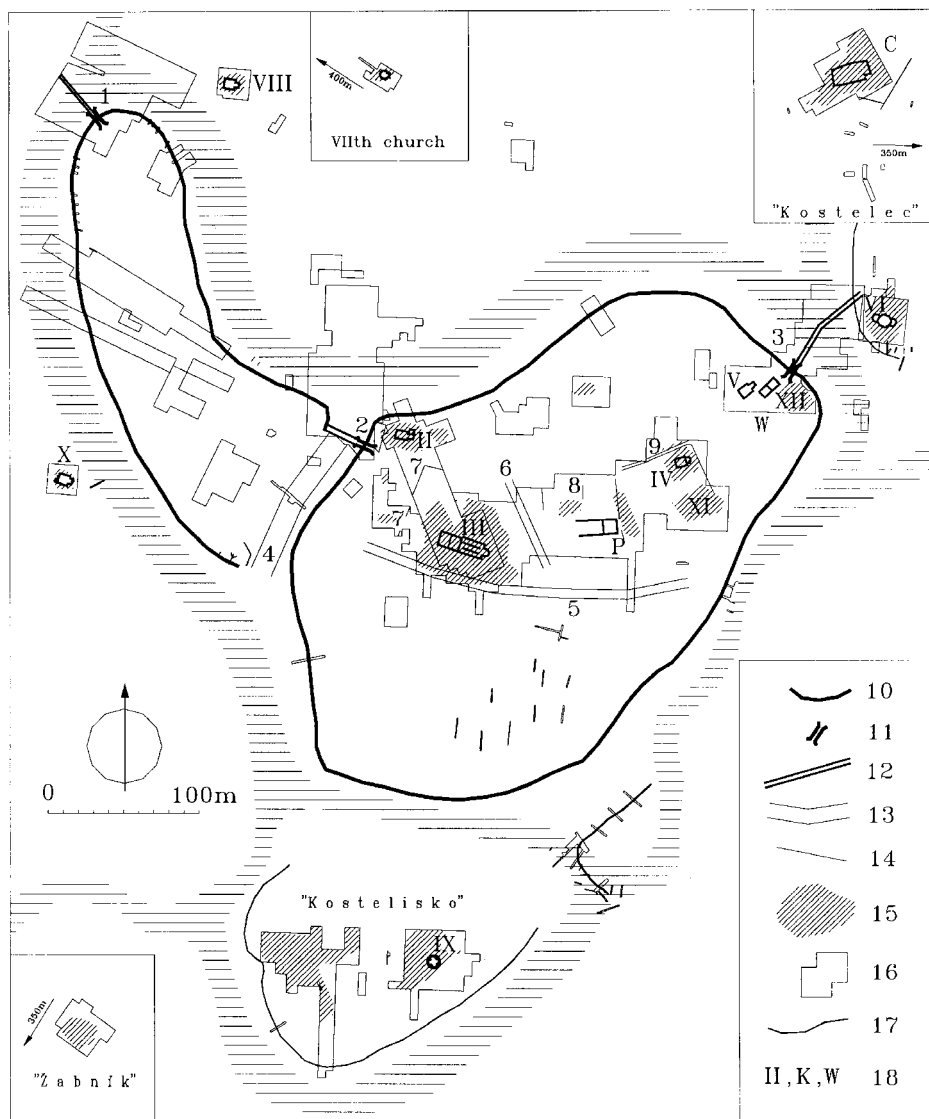 400m
VIIth church
C
350m
"Kostelec"
1
VIII
3
VI
V
XII
W
2
II
X
7
6
9
IV
8
XI
7
III
P
4
5
0 100m
"Kostelisko"
IX
350m
"Žabník"
10
11
12
13
14
15
16
17
II, K, W 18